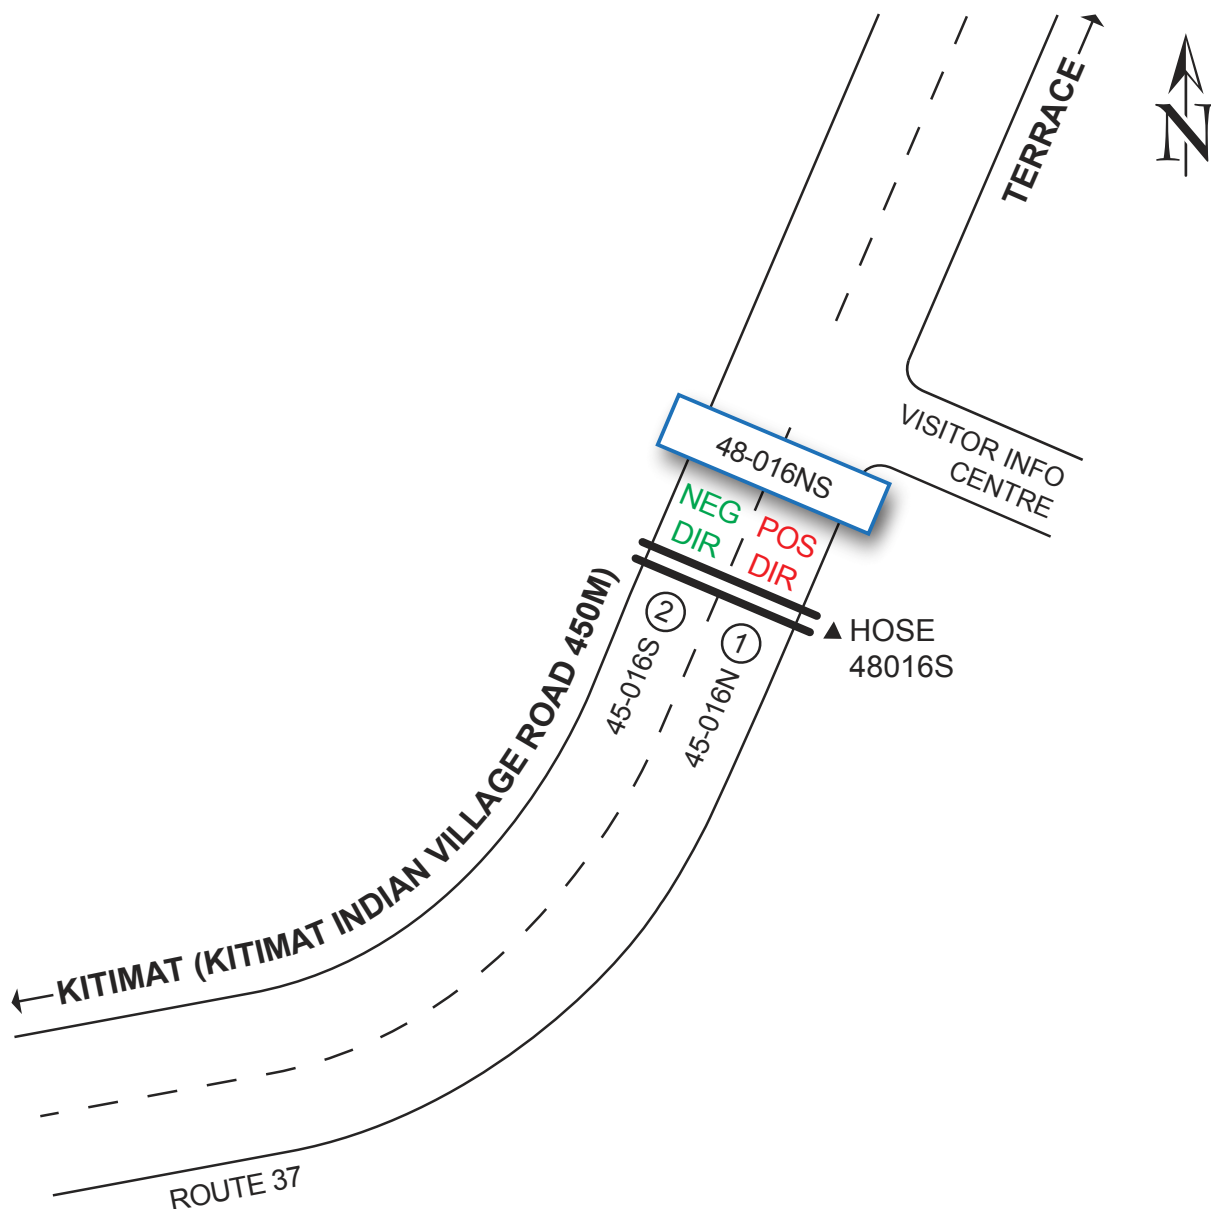 TERRACE
N
VISITOR INFO
CENTRE
48-016NS
NEG
DIR
POS
DIR
HOSE
48016S
2
1
45-016S
45-016N
KITIMAT (KITIMAT INDIAN VILLAGE ROAD 450M)
ROUTE 37